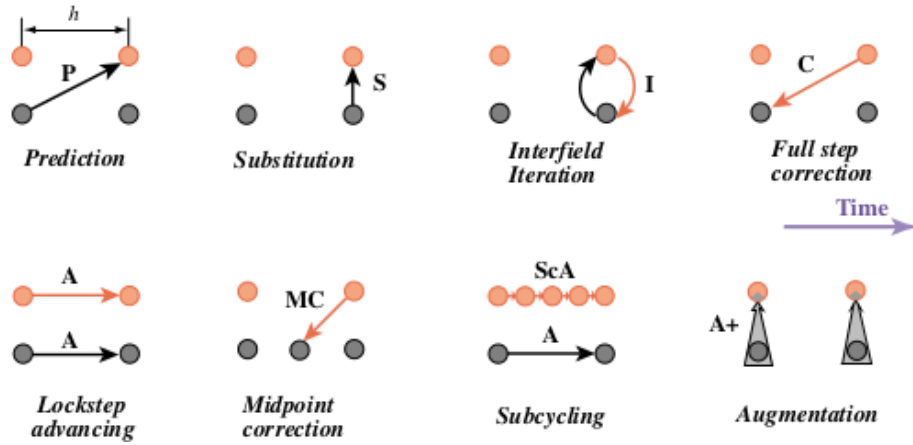 h
P
S
I
C
Prediction
Substitution
Interfield
Iteration
Full step
correction
Time
A
A
MC
ScA
A
A+
Lockstep
advancing
Midpoint
correction
Subcycling
Augmentation